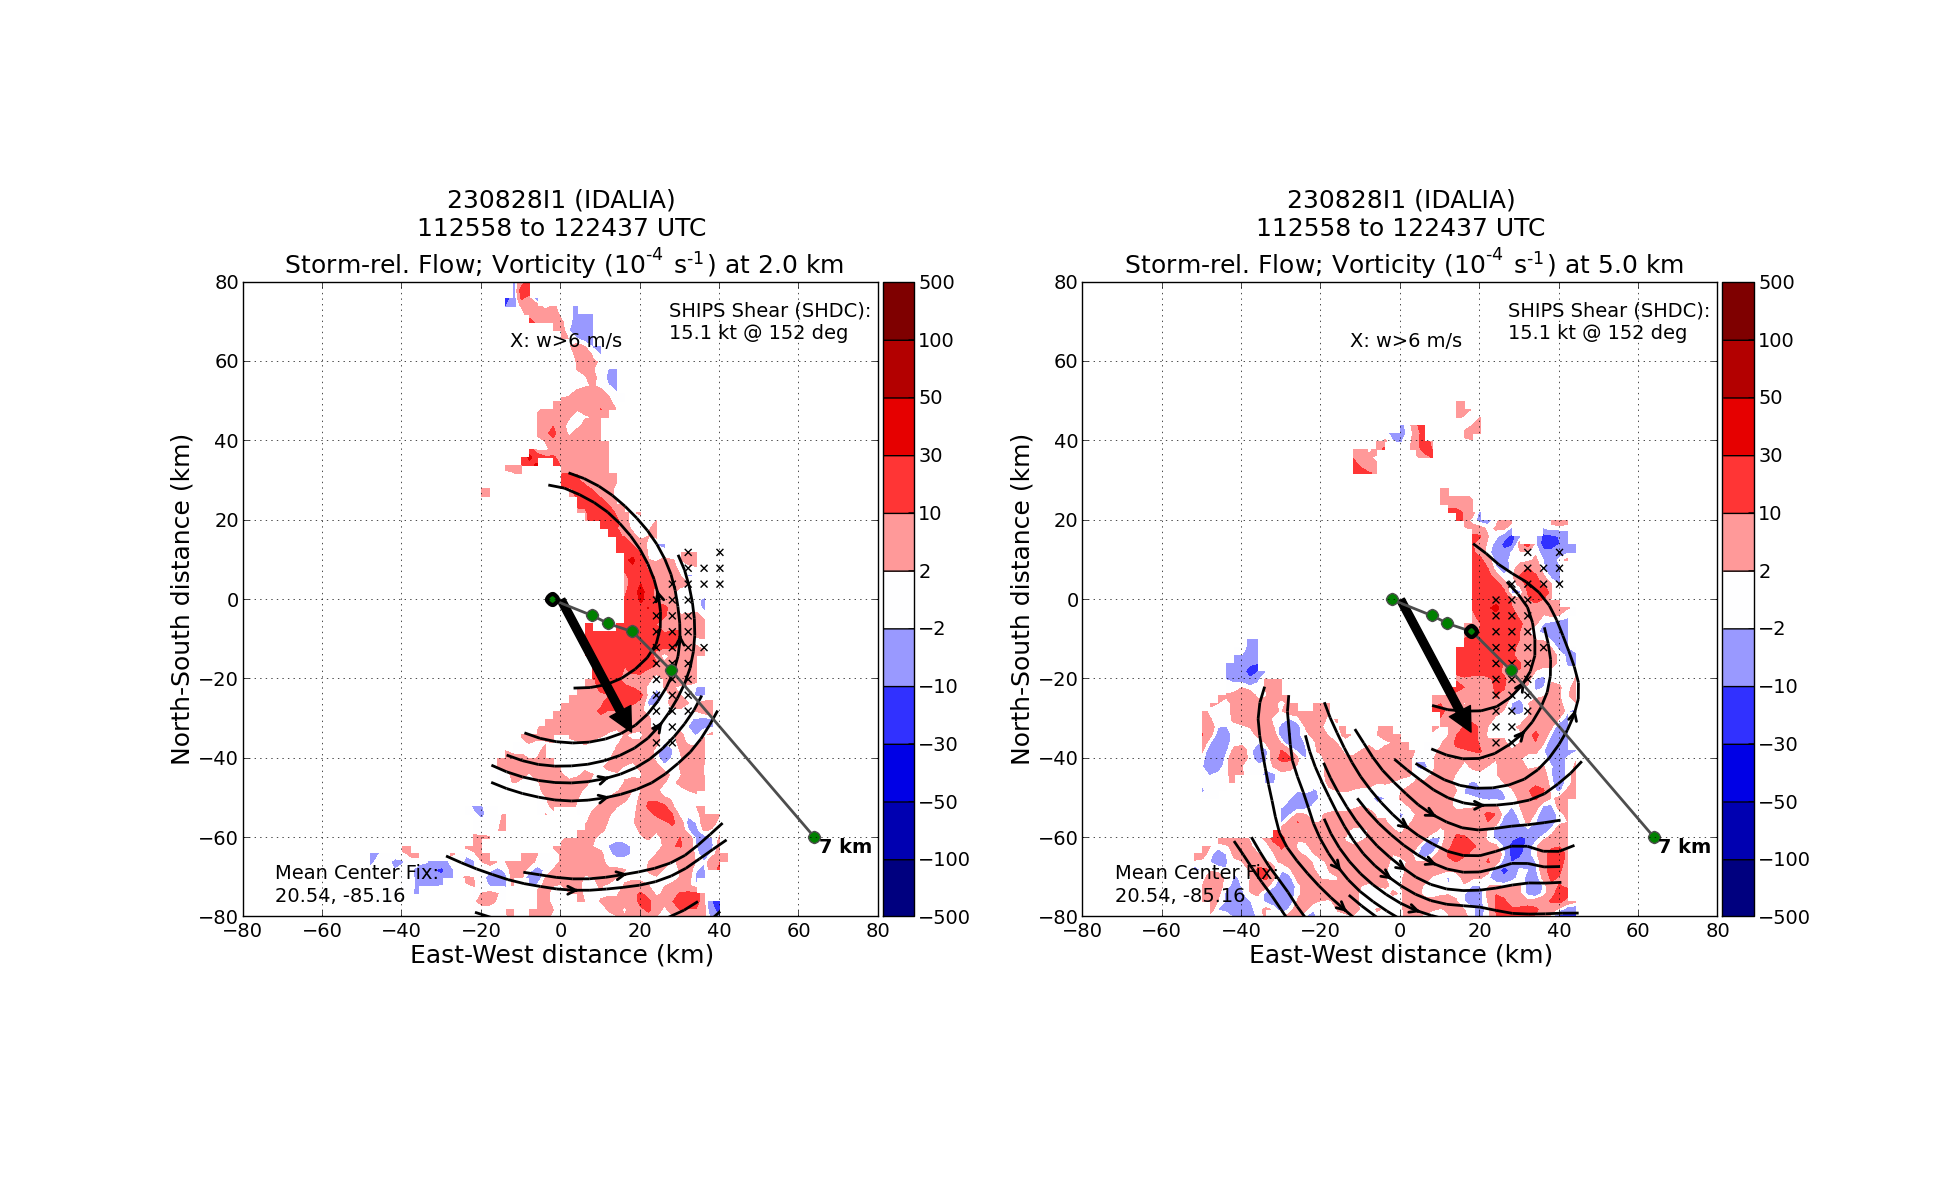 230828I1 (IDALIA)
112558 to 122437 UTC
Storm-rel. Flow; Vorticity (10⁻⁴ s⁻¹) at 2.0 km
SHIPS Shear (SHDC):
15.1 kt @ 152 deg
X: w>6 m/s
North-South distance (km)
80
60
40
20
0
−20
−40
−60
−80
7 km
Mean Center Fix:
20.54, -85.16
−80 −60 −40 −20 0 20 40 60 80
East-West distance (km)
500
100
50
30
10
2
−2
−10
−30
−50
−100
−500
230828I1 (IDALIA)
112558 to 122437 UTC
Storm-rel. Flow; Vorticity (10⁻⁴ s⁻¹) at 5.0 km
SHIPS Shear (SHDC):
15.1 kt @ 152 deg
X: w>6 m/s
North-South distance (km)
80
60
40
20
0
−20
−40
−60
−80
7 km
Mean Center Fix:
20.54, -85.16
−80 −60 −40 −20 0 20 40 60 80
East-West distance (km)
500
100
50
30
10
2
−2
−10
−30
−50
−100
−500